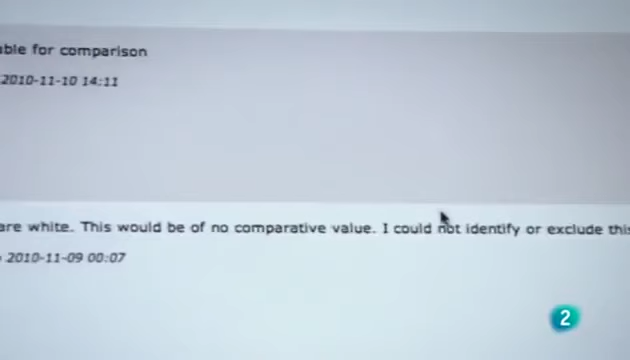 able for comparison
2010-11-10 14:11
are white. This would be of no comparative value. I could not identify or exclude this
2010-11-09 00:07
2